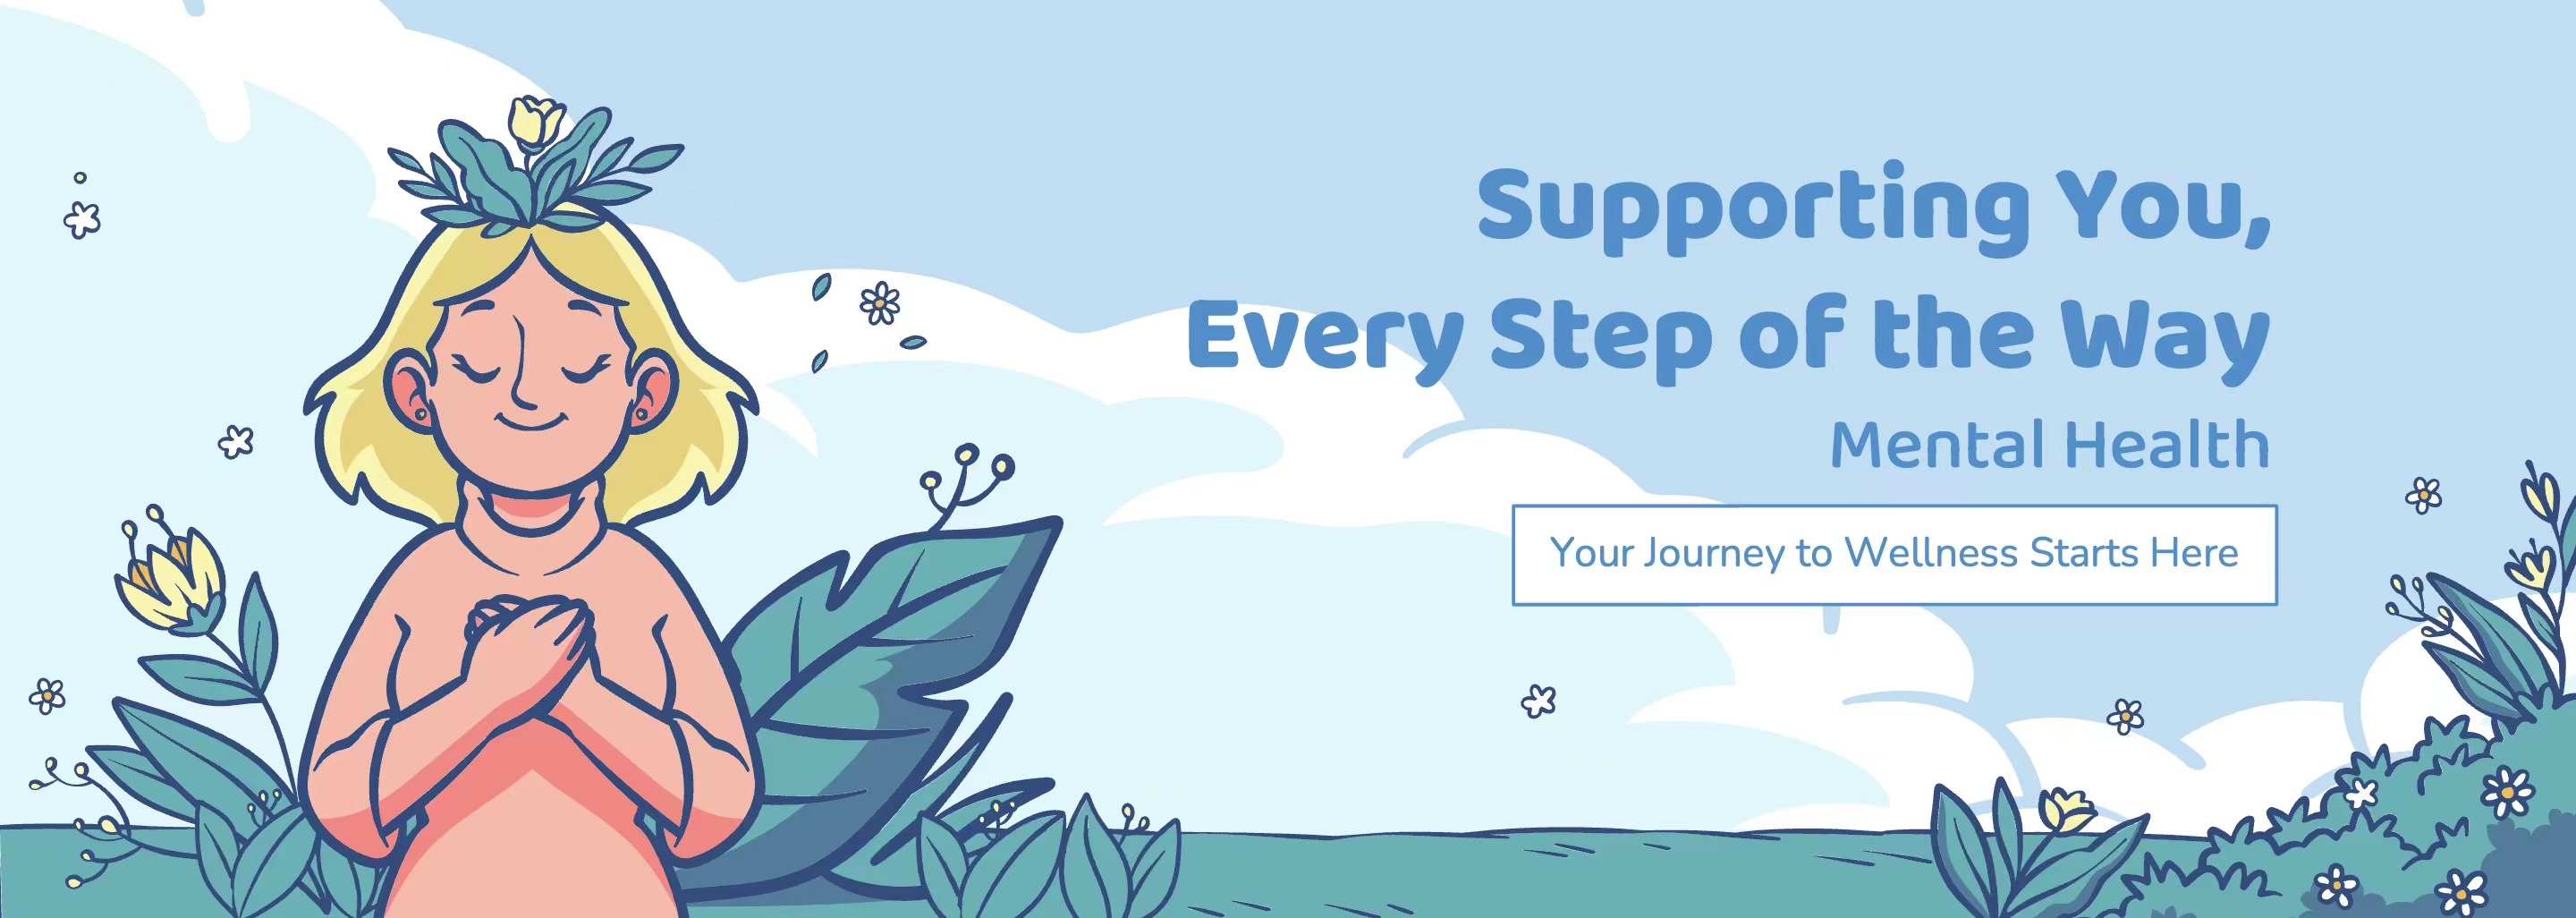 Supporting You,
Every Step of the Way
Mental Health
Your Journey to Wellness Starts Here